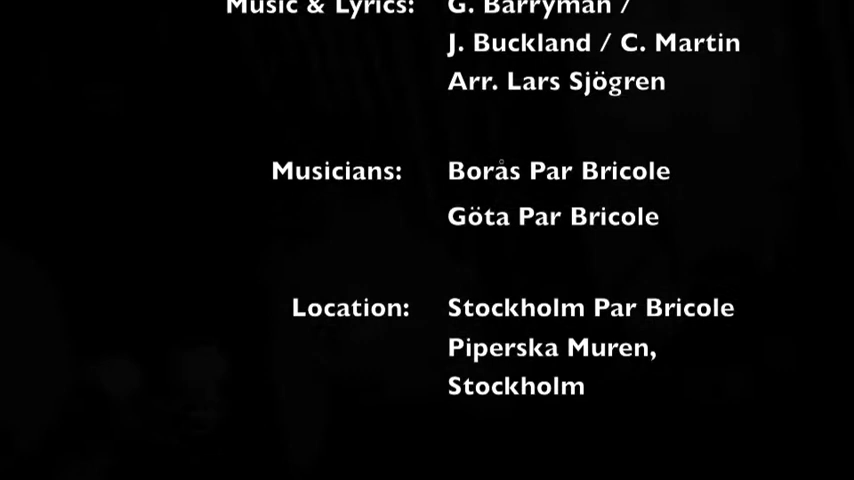 Music & Lyrics: G. Barryman /
J. Buckland / C. Martin
Arr. Lars Sjögren
Musicians: Borås Par Bricole
Göta Par Bricole
Location: Stockholm Par Bricole
Piperska Muren,
Stockholm